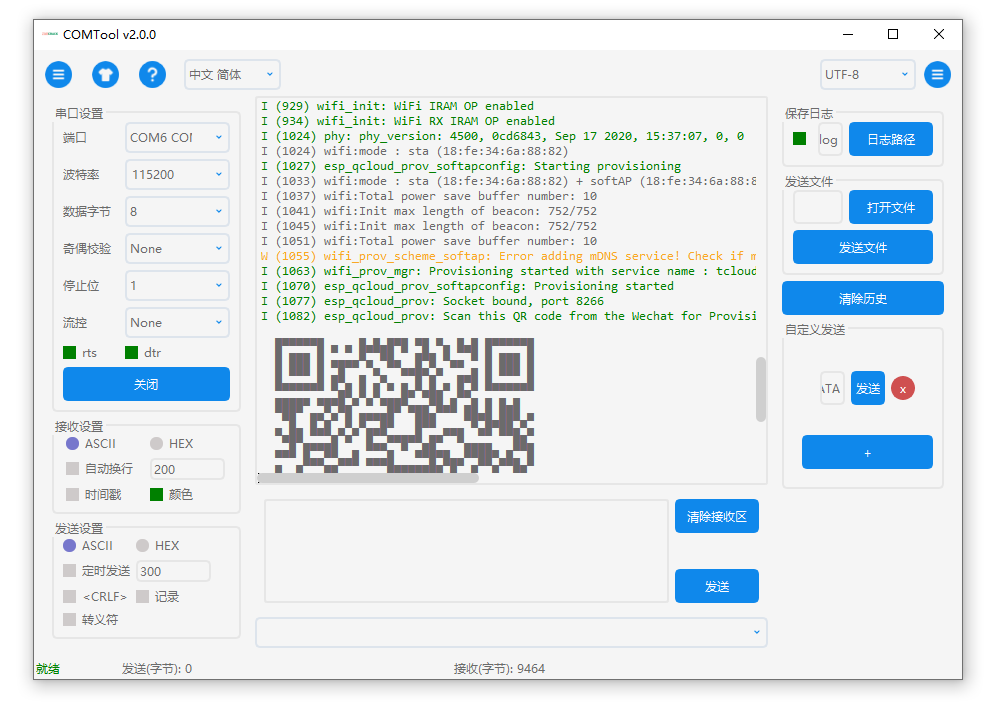 COMTool v2.0.0
中文 简体
UTF-8
串口设置
端口
COM6 COM
波特率
115200
数据字节
8
奇偶校验
None
停止位
1
流控
None
rts
dtr
关闭
接收设置
ASCII
HEX
自动换行
200
时间戳
颜色
发送设置
ASCII
HEX
定时发送
300
<CRLF>
记录
转义符
I (929) wifi_init: WiFi IRAM OP enabled
I (934) wifi_init: WiFi RX IRAM OP enabled
I (1024) phy: phy_version: 4500, 0cd6843, Sep 17 2020, 15:37:07, 0, 0
I (1024) wifi:mode : sta (18:fe:34:6a:88:82)
I (1027) esp_qcloud_prov_softapconfig: Starting provisioning
I (1033) wifi:mode : sta (18:fe:34:6a:88:82) + softAP (18:fe:34:6a:88:8
I (1037) wifi:Total power save buffer number: 10
I (1041) wifi:Init max length of beacon: 752/752
I (1045) wifi:Init max length of beacon: 752/752
I (1051) wifi:Total power save buffer number: 10
W (1055) wifi_prov_scheme_softap: Error adding mDNS service! Check if m
I (1063) wifi_prov_mgr: Provisioning started with service name : tcloud
I (1070) esp_qcloud_prov_softapconfig: Provisioning started
I (1077) esp_qcloud_prov: Socket bound, port 8266
I (1082) esp_qcloud_prov: Scan this QR code from the Wechat for Provisi
清除接收区
发送
保存日志
log
日志路径
发送文件
打开文件
发送文件
清除历史
自定义发送
ATA
发送
x
+
就绪
发送(字节): 0
接收(字节): 9464